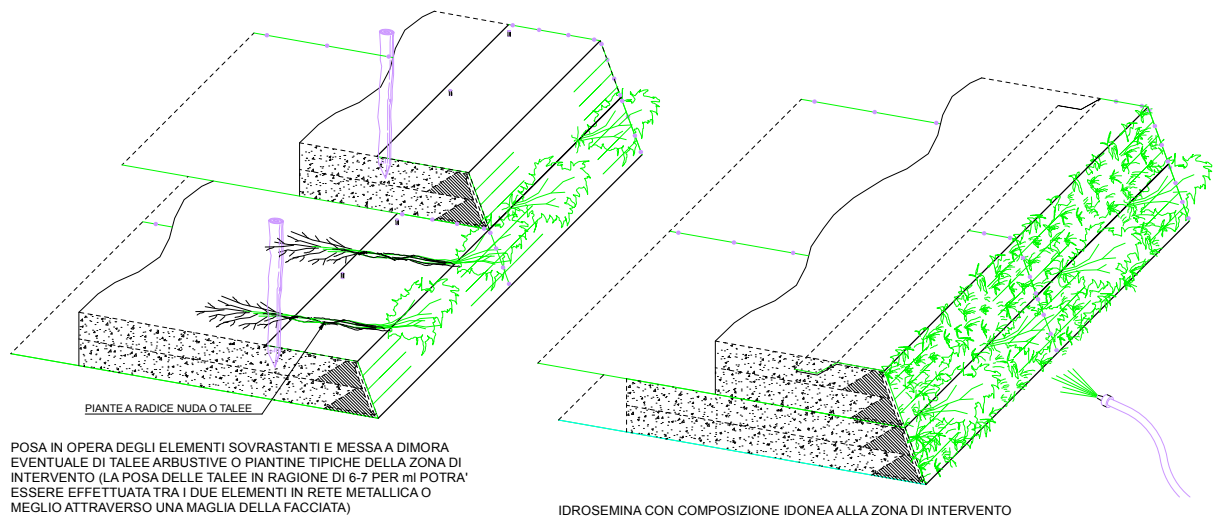 PIANTE A RADICE NUDA O TALEE
POSA IN OPERA DEGLI ELEMENTI SOVRASTANTI E MESSA A DIMORA
EVENTUALE DI TALEE ARBUSTIVE O PIANTINE TIPICHE DELLA ZONA DI
INTERVENTO (LA POSA DELLE TALEE IN RAGIONE DI 6-7 PER ml POTRA'
ESSERE EFFETTUATA TRA I DUE ELEMENTI IN RETE METALLICA O
MEGLIO ATTRAVERSO UNA MAGLIA DELLA FACCIATA)
IDROSEMINA CON COMPOSIZIONE IDONEA ALLA ZONA DI INTERVENTO